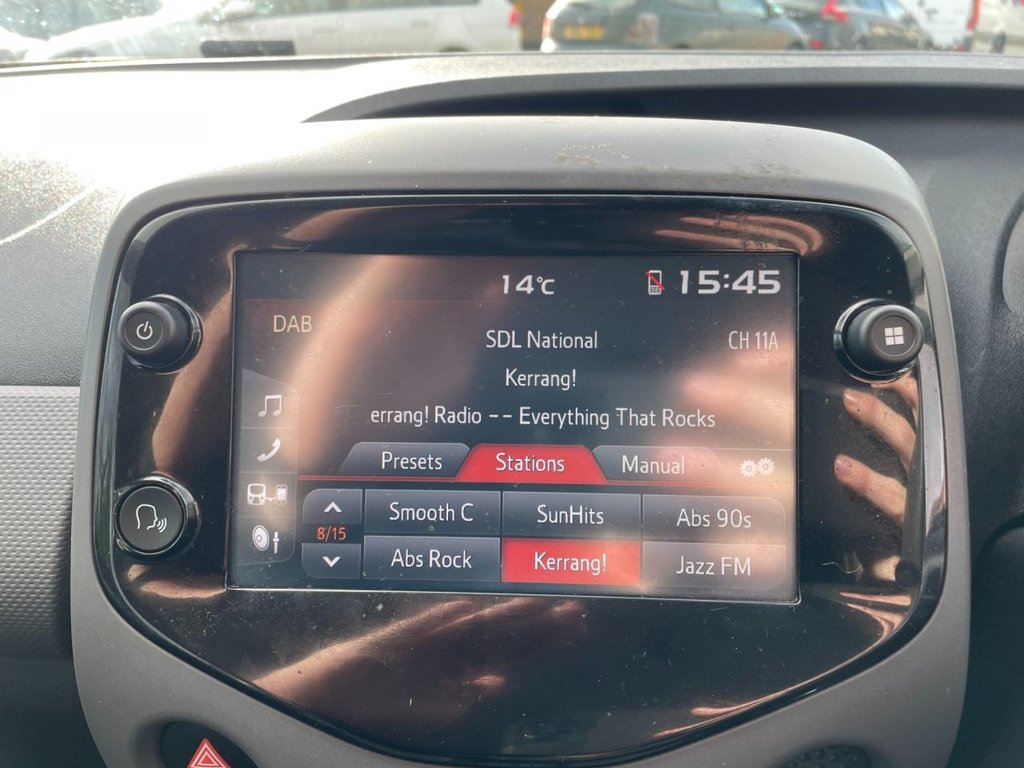 14°C 15:45
DAB
SDL National CH 11A
Kerrang!
errang! Radio -- Everything That Rocks
Presets Stations Manual
8/15
Smooth C SunHits Abs 90s
Abs Rock Kerrang! Jazz FM